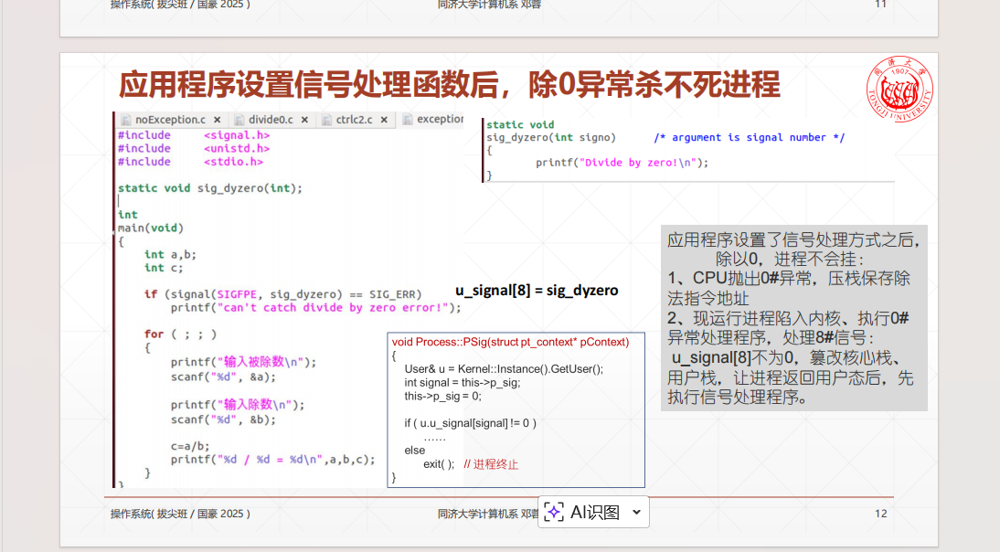 操作系统( 拔尖班 / 国豪 2025 )
同济大学计算机系 邓蓉
11
应用程序设置信号处理函数后，除0异常杀不死进程
同济大学
1907
TONGJI UNIVERSITY
noException.c × divide0.c × ctrlc2.c × exception
#include <signal.h>
#include <unistd.h>
#include <stdio.h>
static void sig_dyzero(int);
int
main(void)
{
int a,b;
int c;
if (signal(SIGFPE, sig_dyzero) == SIG_ERR)
printf("can't catch divide by zero error!");
for ( ; ; )
{
printf("输入被除数\n");
scanf("%d", &a);
printf("输入除数\n");
scanf("%d", &b);
c=a/b;
printf("%d / %d = %d\n",a,b,c);
}
}
static void
sig_dyzero(int signo) /* argument is signal number */
{
printf("Divide by zero!\n");
}
u_signal[8] = sig_dyzero
void Process::PSig(struct pt_context* pContext)
{
User& u = Kernel::Instance().GetUser();
int signal = this->p_sig;
this->p_sig = 0;
if ( u.u_signal[signal] != 0 )
……
else
exit( ); // 进程终止
}
应用程序设置了信号处理方式之后，
除以0，进程不会挂：
1、CPU抛出0#异常，压栈保存除
法指令地址
2、现运行进程陷入内核、执行0#
异常处理程序，处理8#信号：
u_signal[8]不为0，篡改核心栈、
用户栈，让进程返回用户态后，先
执行信号处理程序。
操作系统( 拔尖班 / 国豪 2025 )
同济大学计算机系 邓蓉
AI识图
12